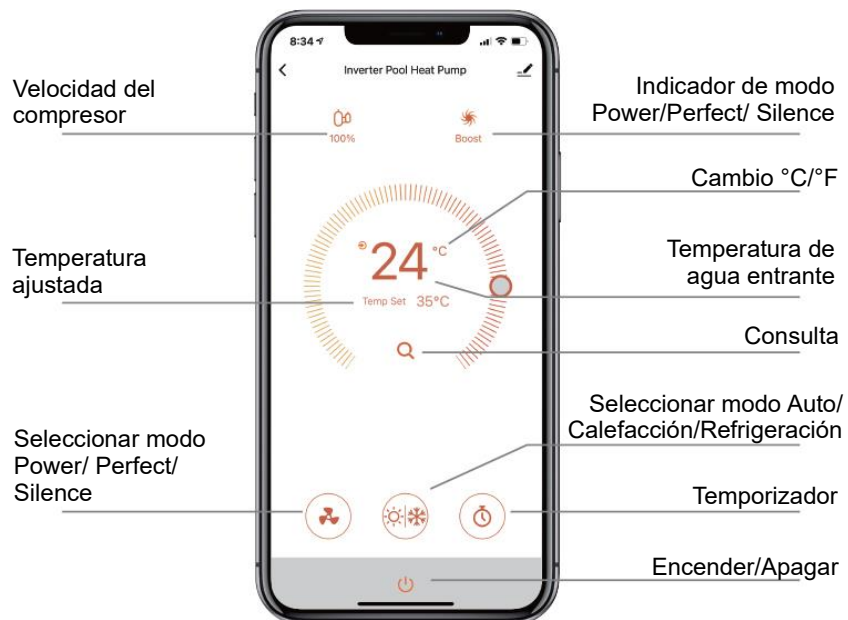 8:34
Inverter Pool Heat Pump
Velocidad del
compresor
100%
Boost
Indicador de modo
Power/Perfect/ Silence
Cambio °C/°F
24 °C
Temperatura
ajustada
Temp Set 35°C
Temperatura de
agua entrante
Consulta
Seleccionar modo Auto/
Calefacción/Refrigeración
Seleccionar modo
Power/ Perfect/
Silence
Temporizador
Encender/Apagar